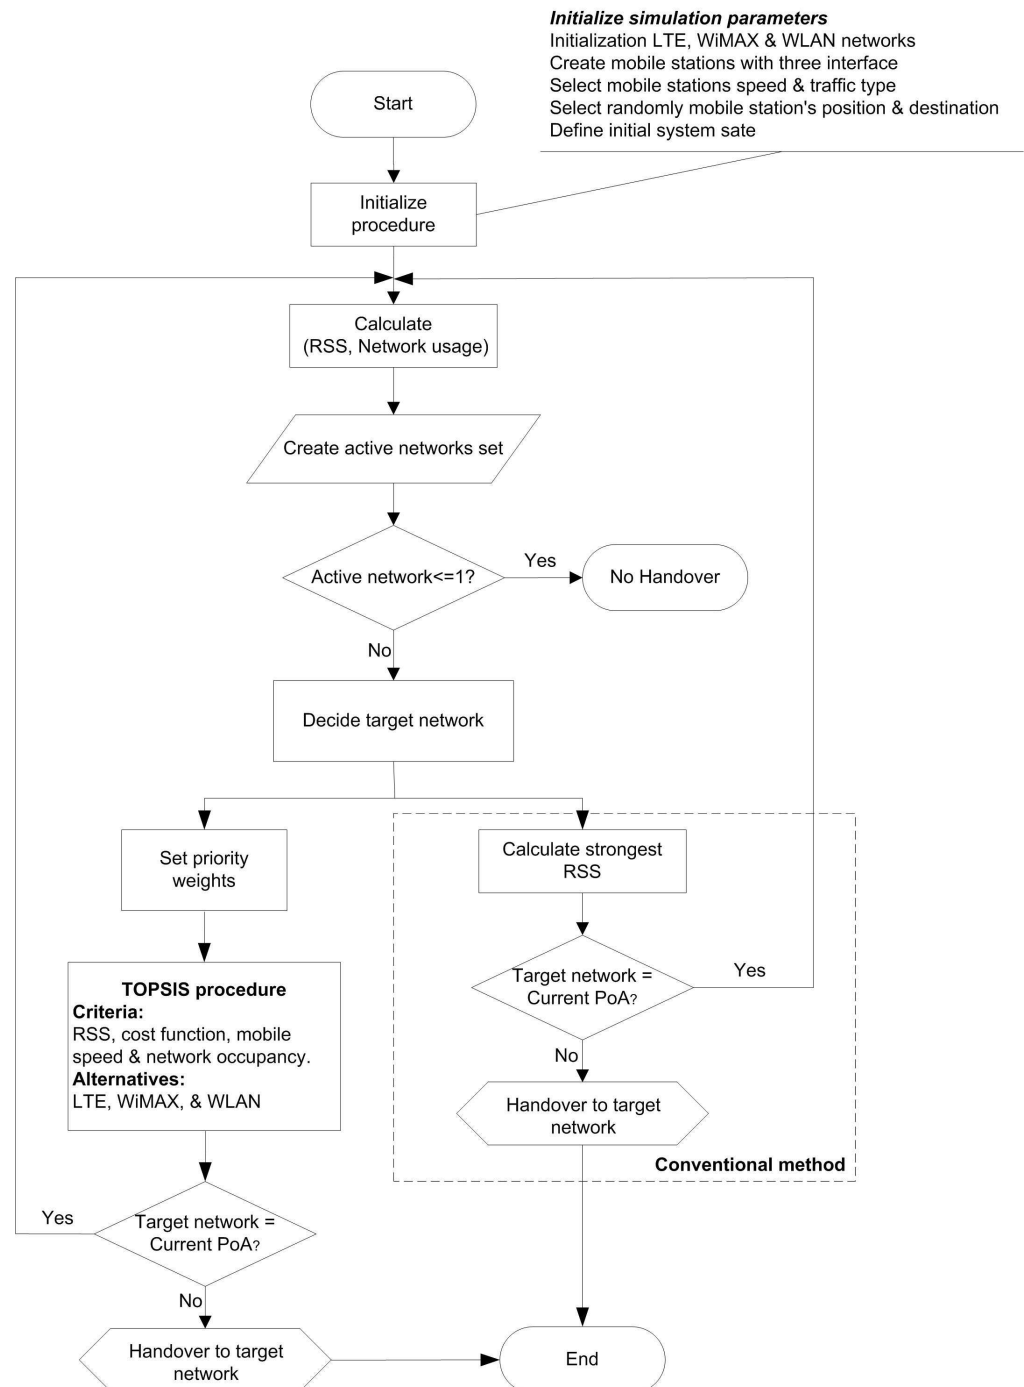 Initialize simulation parameters
Initialization LTE, WiMAX & WLAN networks
Create mobile stations with three interface
Select mobile stations speed & traffic type
Select randomly mobile station's position & destination
Define initial system sate
Start
Initialize
procedure
Calculate
(RSS, Network usage)
Create active networks set
Active network<=1?
Yes
No Handover
No
Decide target network
Set priority
weights
Calculate strongest
RSS
TOPSIS procedure
Criteria:
RSS, cost function, mobile
speed & network occupancy.
Alternatives:
LTE, WiMAX, & WLAN
Target network =
Current PoA?
Yes
No
Handover to target
network
Conventional method
Yes
Target network =
Current PoA?
No
Handover to target
network
End